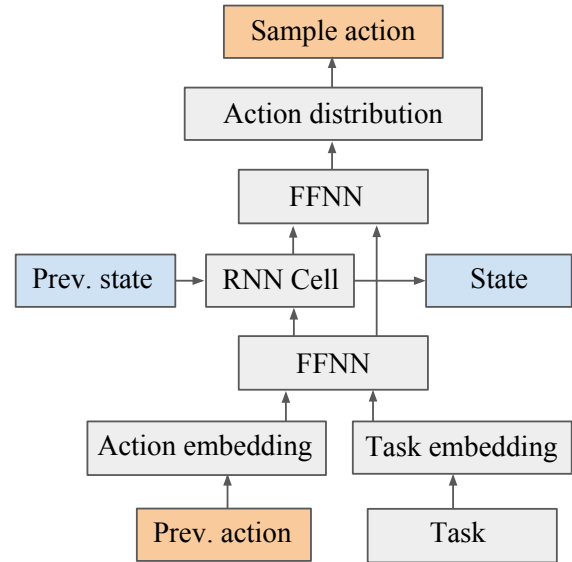 Sample action
Action distribution
FFNN
Prev. state
RNN Cell
State
FFNN
Action embedding
Task embedding
Prev. action
Task